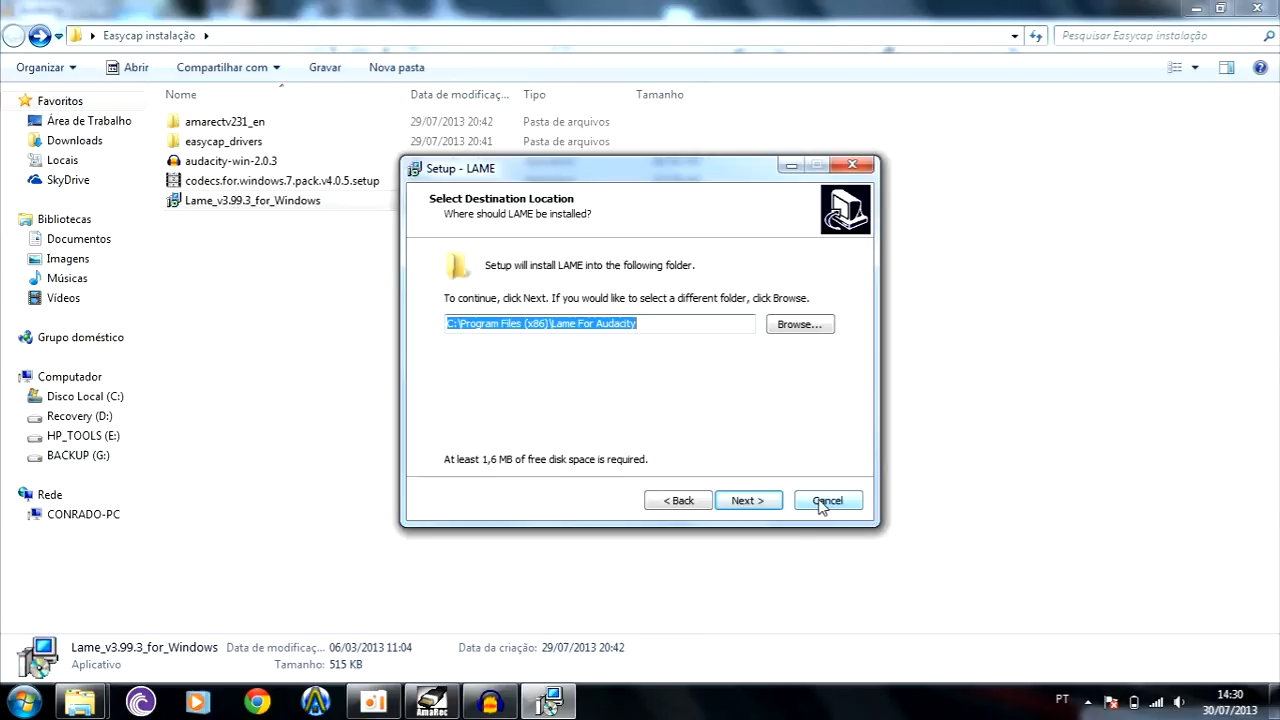 Easycap instalação
Pesquisar Easycap instalação
Organizar
Abrir
Compartilhar com
Gravar
Nova pasta
Nome
Data de modificaç...
Tipo
Tamanho
Favoritos
Área de Trabalho
Downloads
Locais
SkyDrive
Bibliotecas
Documentos
Imagens
Músicas
Vídeos
Grupo doméstico
Computador
Disco Local (C:)
Recovery (D:)
HP_TOOLS (E:)
BACKUP (G:)
Rede
CONRADO-PC
amarectv231_en
29/07/2013 20:42
Pasta de arquivos
easycap_drivers
29/07/2013 20:41
Pasta de arquivos
audacity-win-2.0.3
codecs.for.windows.7.pack.v4.0.5.setup
Lame_v3.99.3_for_Windows
Setup - LAME
Select Destination Location
Where should LAME be installed?
Setup will install LAME into the following folder.
To continue, click Next. If you would like to select a different folder, click Browse.
C:\Program Files (x86)\Lame For Audacity
Browse...
At least 1,6 MB of free disk space is required.
< Back
Next >
Cancel
Lame_v3.99.3_for_Windows
Data de modificaç... 06/03/2013 11:04
Data da criação: 29/07/2013 20:42
Aplicativo
Tamanho: 515 KB
AmaRec
PT
14:30
30/07/2013